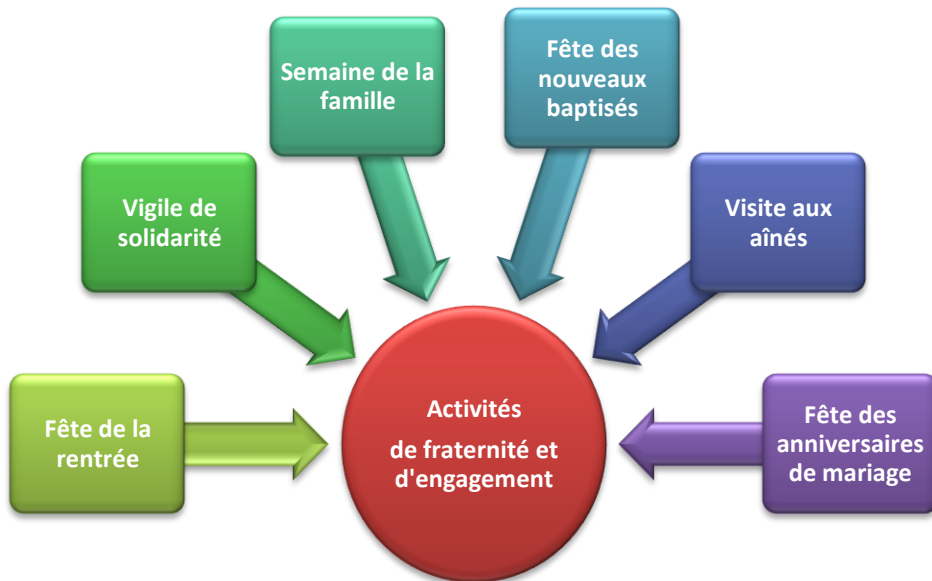 Fête de la
rentrée
Vigile de
solidarité
Semaine de la
famille
Fête des
nouveaux
baptisés
Visite aux
aînés
Fête des
anniversaires
de mariage
Activités
de fraternité et
d'engagement